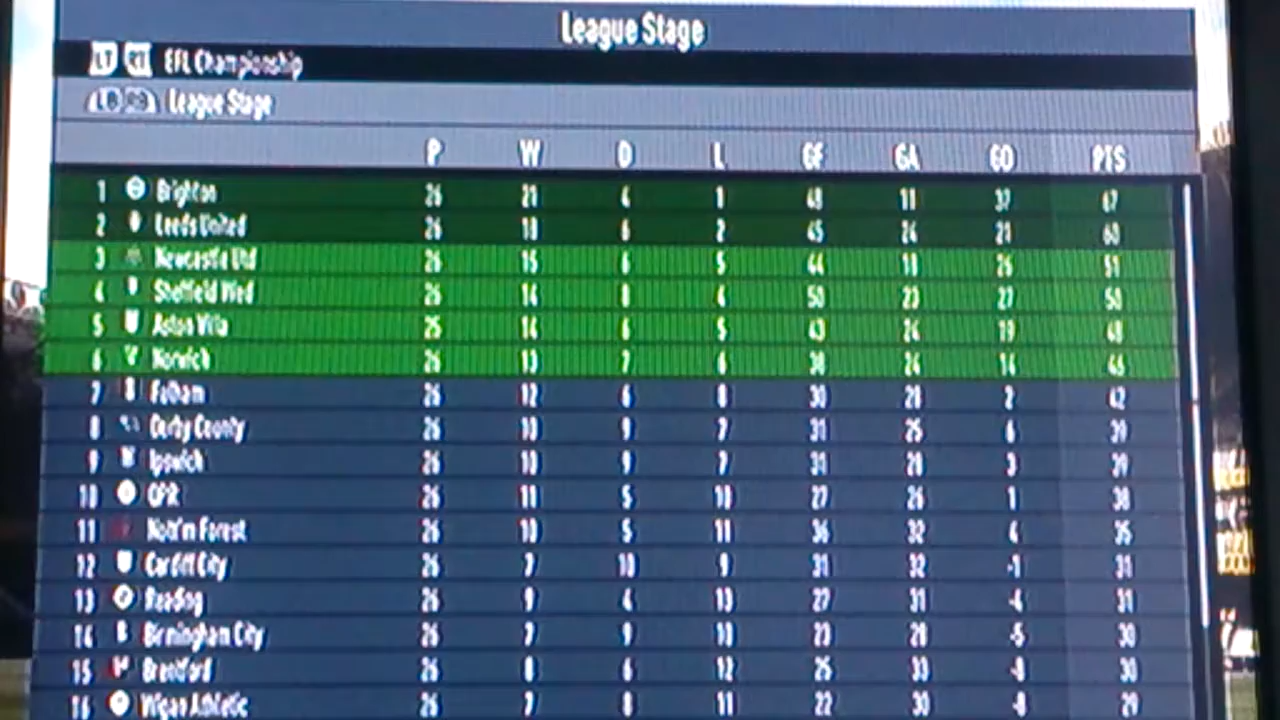 League Stage
LT RT EFL Championship
LB RB League Stage
P W D L GF GA GD PTS
1 Brighton 26 21 4 1 48 11 37 67
2 Leeds United 26 18 6 2 45 24 21 60
3 Newcastle Utd 26 15 6 5 44 18 26 51
4 Sheffield Wed 26 14 8 4 50 23 27 50
5 Aston Villa 25 14 6 5 43 24 19 48
6 Norwich 26 13 7 6 38 24 14 46
7 Fulham 26 12 6 8 30 28 2 42
8 Derby County 26 10 9 7 31 25 6 39
9 Ipswich 26 10 9 7 31 28 3 39
10 QPR 26 11 5 10 27 26 1 38
11 Nott'm Forest 26 10 5 11 36 32 4 35
12 Cardiff City 26 7 10 9 31 32 -1 31
13 Reading 26 9 4 13 27 31 -4 31
14 Birmingham City 26 7 9 10 23 28 -5 30
15 Brentford 26 8 6 12 25 33 -8 30
16 Wigan Athletic 26 7 8 11 22 30 -8 29